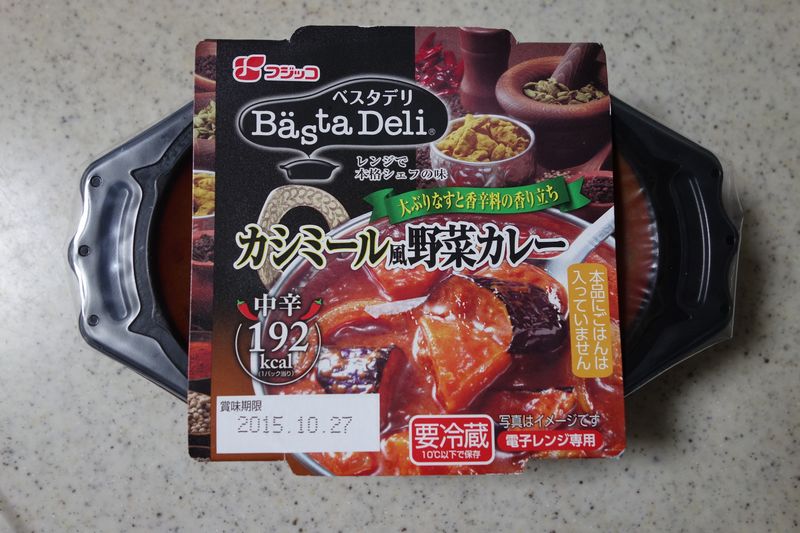 フジッコ
ベスタデリ
Bästa Deli®
レンジで
本格シェフの味
大ぶりなすと香辛料の香り立ち
カシミール風野菜カレー
中辛
192
kcal
(1パック当り)
本品にごはんは
入っていません
賞味期限
2015.10.27
要冷蔵
10℃以下で保存
写真はイメージです
電子レンジ専用